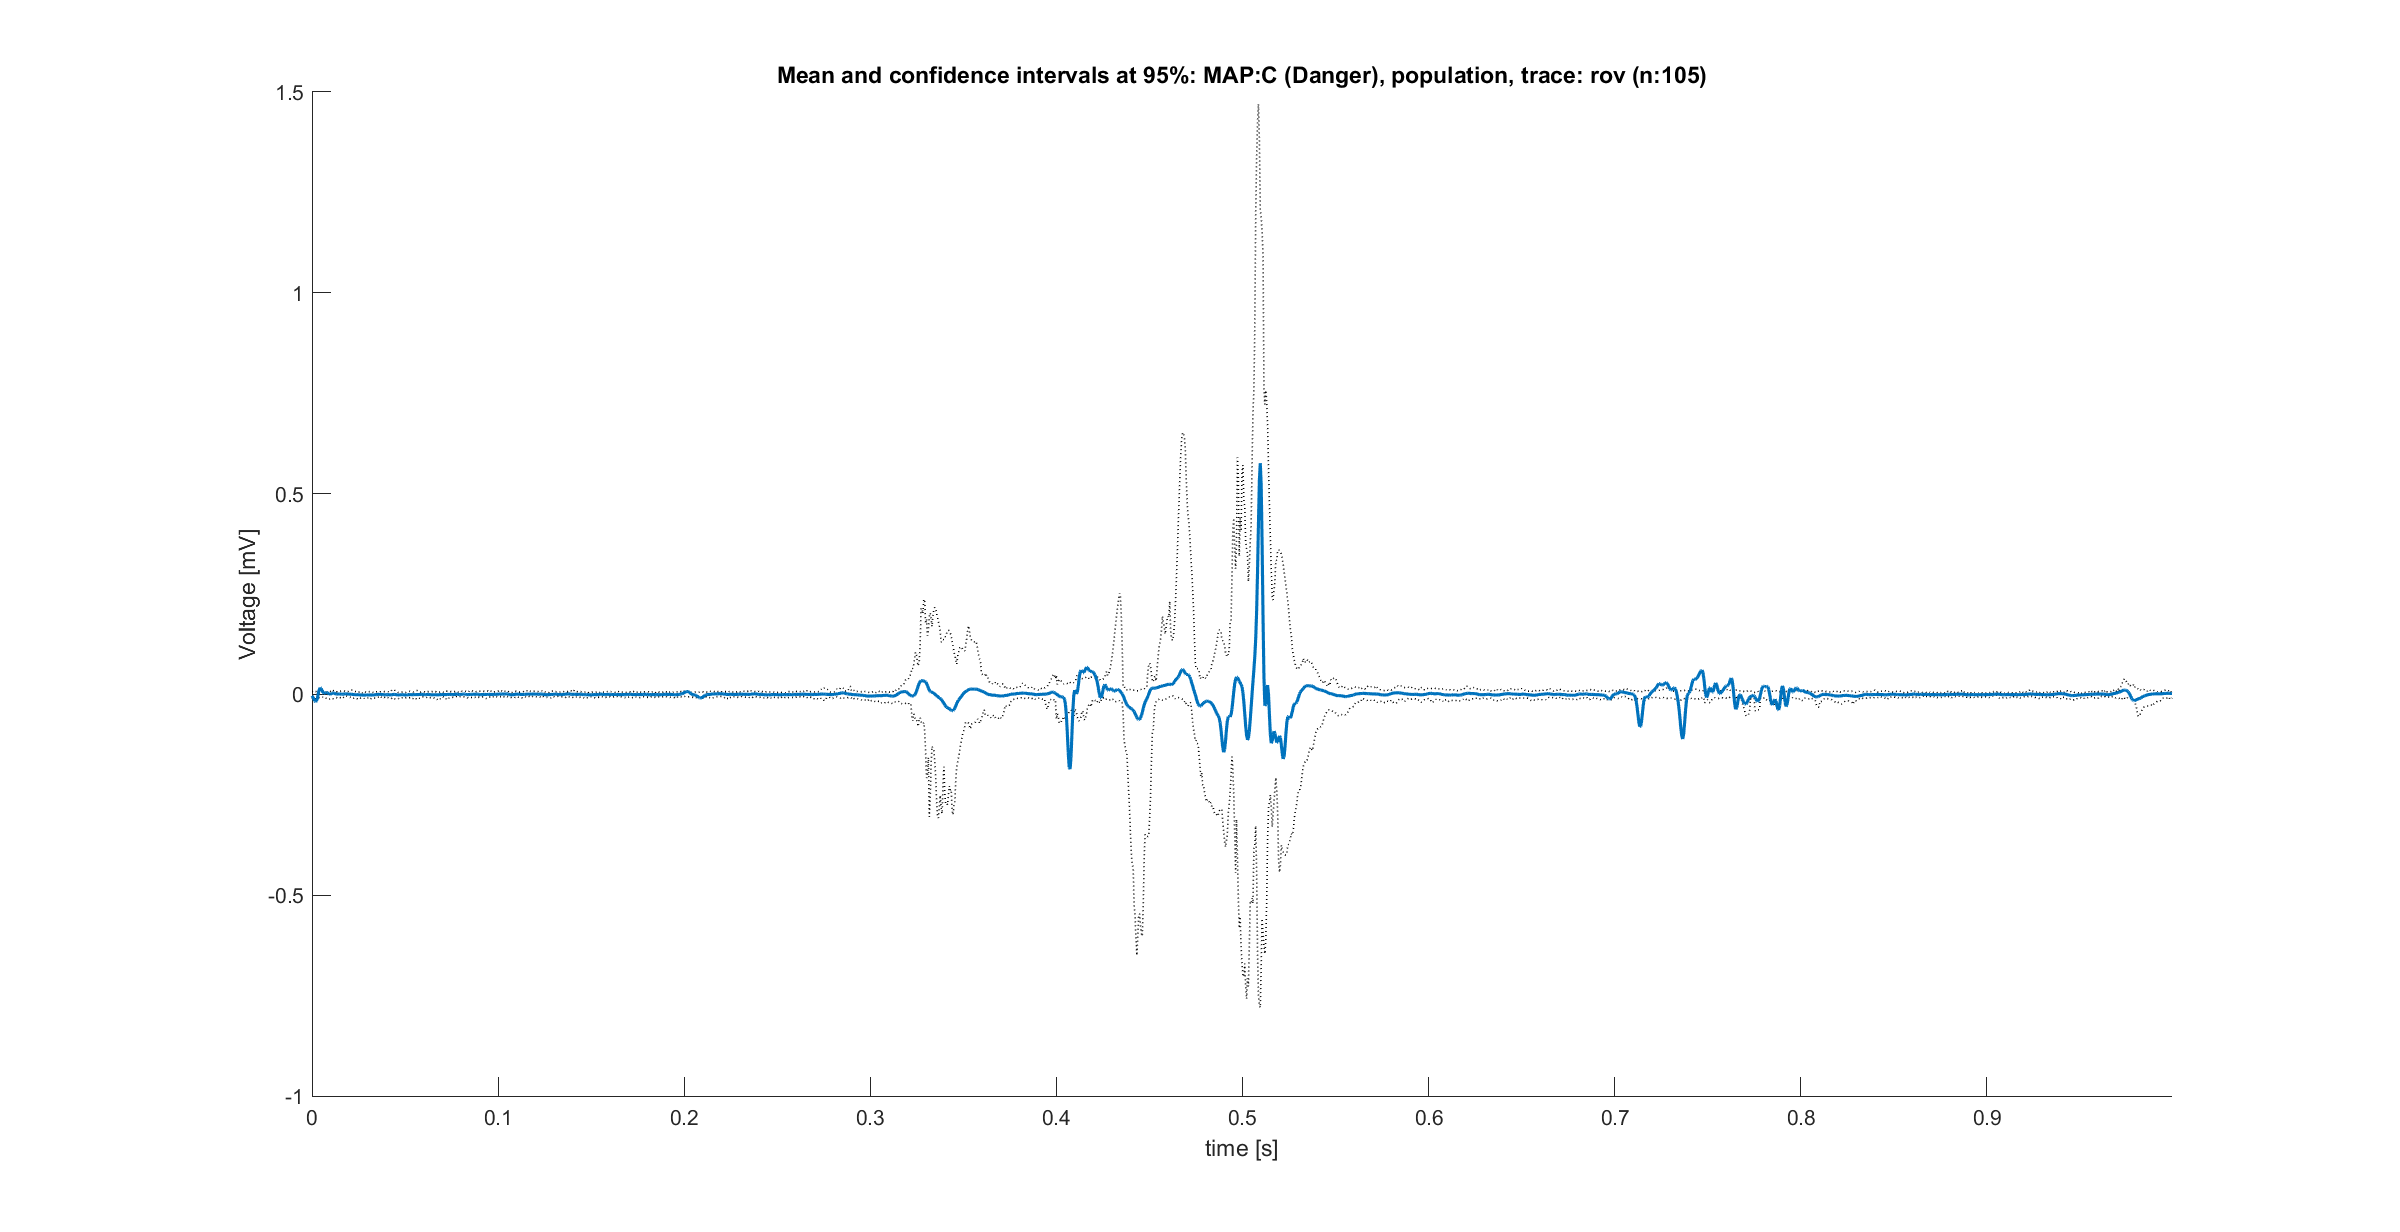 Mean and confidence intervals at 95%: MAP:C (Danger), population, trace: rov (n:105)
1.5
1
0.5
0
-0.5
-1
Voltage [mV]
0 0.1 0.2 0.3 0.4 0.5 0.6 0.7 0.8 0.9
time [s]